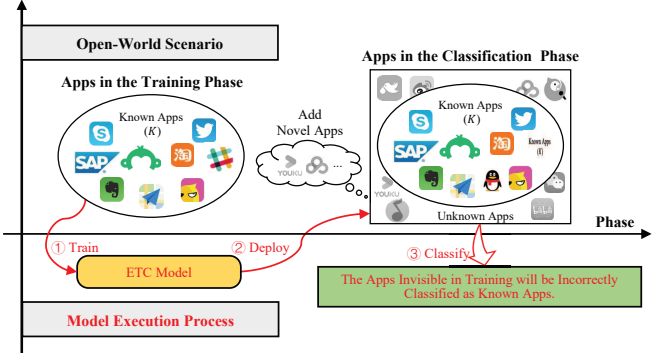 Open-World Scenario
Apps in the Training Phase
Known Apps
(K)
SAP
Add
Novel Apps
YOUKU
...
Apps in the Classification Phase
Known Apps
(K)
SAP
Known Apps
(K)
YOUKU
LALA
Unknown Apps
Phase
① Train
② Deploy
③ Classify
ETC Model
The Apps Invisible in Training will be Incorrectly
Classified as Known Apps.
Model Execution Process